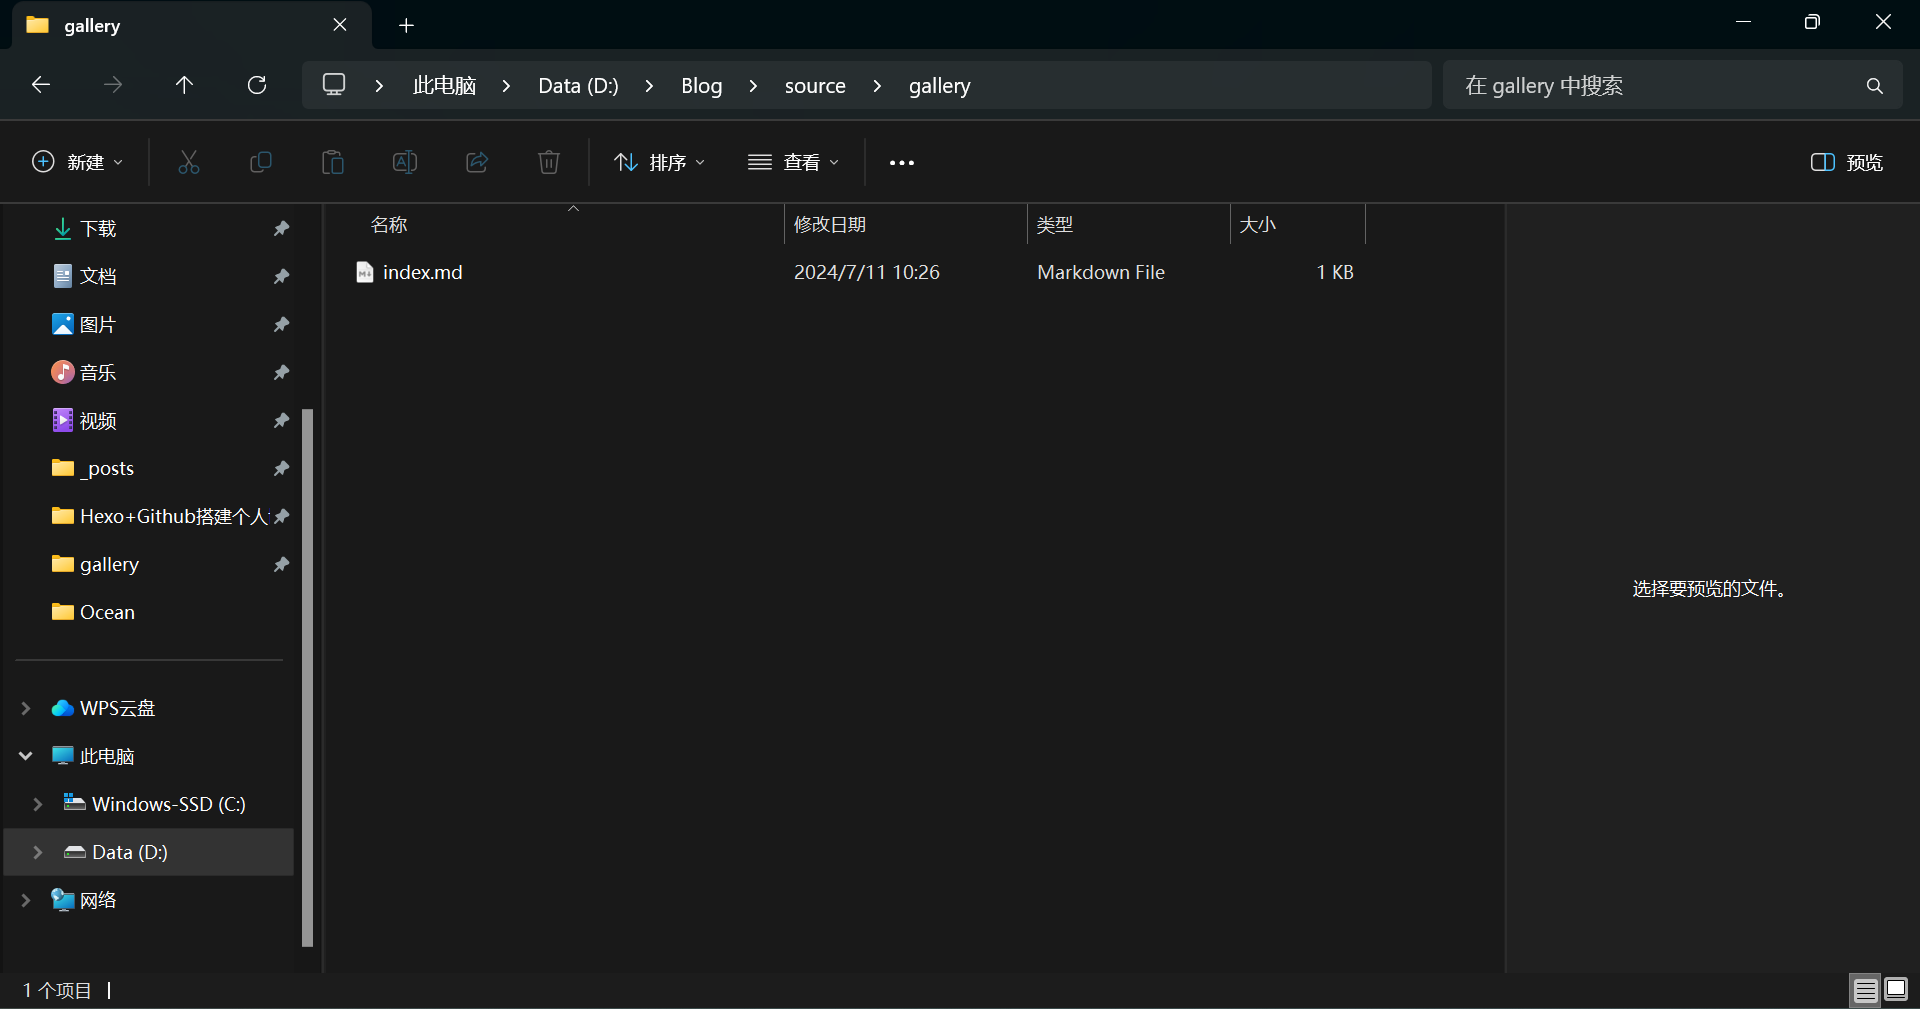 gallery
此电脑 Data (D:) Blog source gallery
在 gallery 中搜索
新建 排序 查看 预览
名称 修改日期 类型 大小
index.md 2024/7/11 10:26 Markdown File 1 KB
下载
文档
图片
音乐
视频
_posts
Hexo+Github搭建个人
gallery
Ocean
WPS云盘
此电脑
Windows-SSD (C:)
Data (D:)
网络
选择要预览的文件。
1 个项目